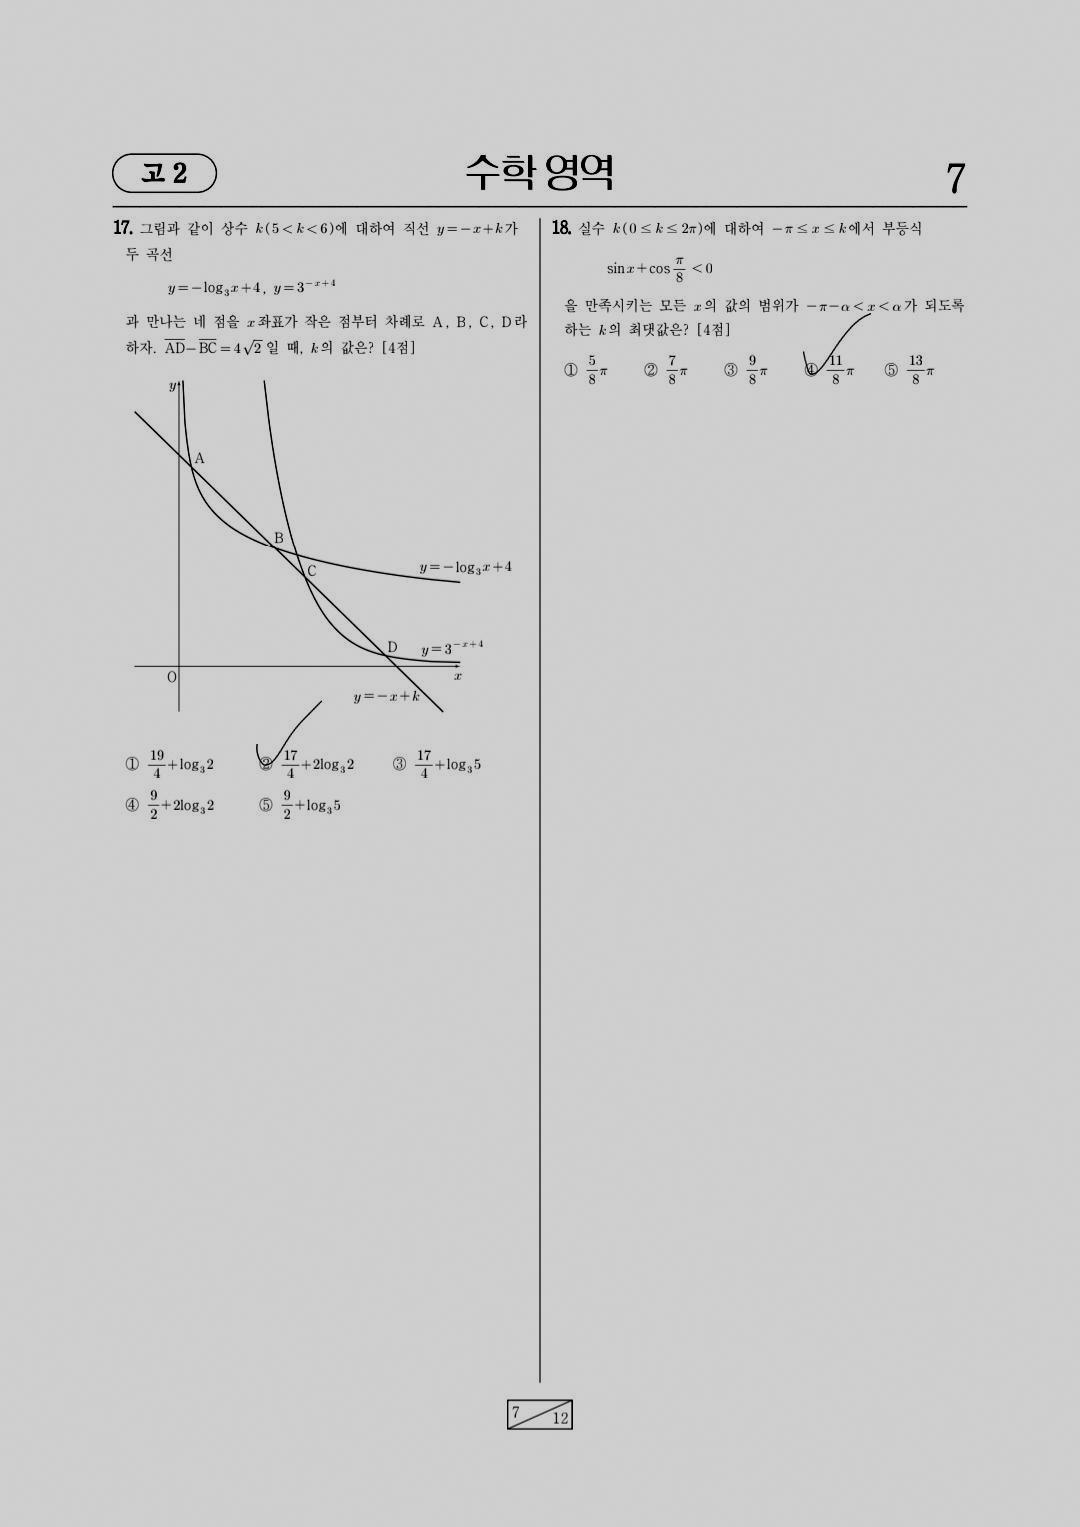 고 2
수학 영역
7
17. 그림과 같이 상수 k(5<k<6)에 대하여 직선 y=-x+k가
두 곡선
y=-log₃x+4, y=3^{-x+4}
과 만나는 네 점을 x좌표가 작은 점부터 차례로 A, B, C, D라
하자. \overline{AD}-\overline{BC}=4√2 일 때, k의 값은? [4점]
y
A
B
C
y=-log₃x+4
D
y=3^{-x+4}
O
x
y=-x+k
① 19/4+log₃2 ② 17/4+2log₃2 ③ 17/4+log₃5
④ 9/2+2log₃2 ⑤ 9/2+log₃5
18. 실수 k(0≤k≤2π)에 대하여 -π≤x≤k에서 부등식
sinx+cos π/8 <0
을 만족시키는 모든 x의 값의 범위가 -π-α<x<α가 되도록
하는 k의 최댓값은? [4점]
① 5/8π ② 7/8π ③ 9/8π ④ 11/8π ⑤ 13/8π
7
12